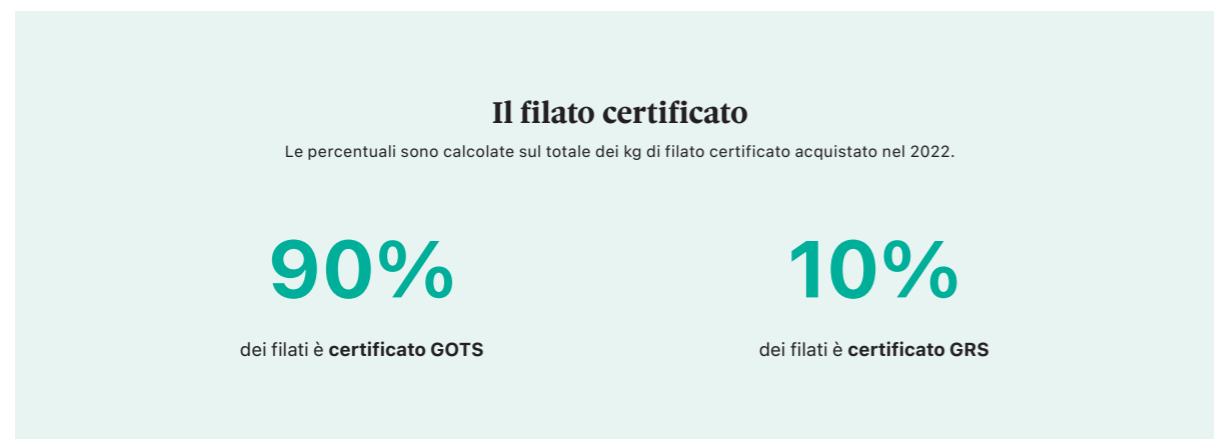 Il filato certificato
Le percentuali sono calcolate sul totale dei kg di filato certificato acquistato nel 2022.
90%
dei filati è certificato GOTS
10%
dei filati è certificato GRS